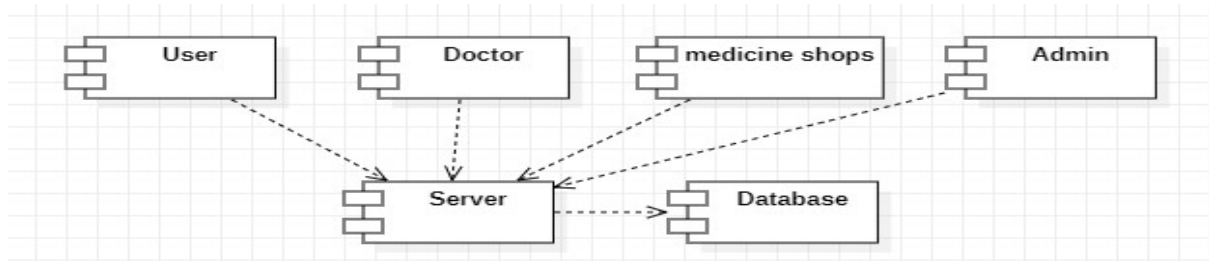 User
Doctor
medicine shops
Admin
Server
Database